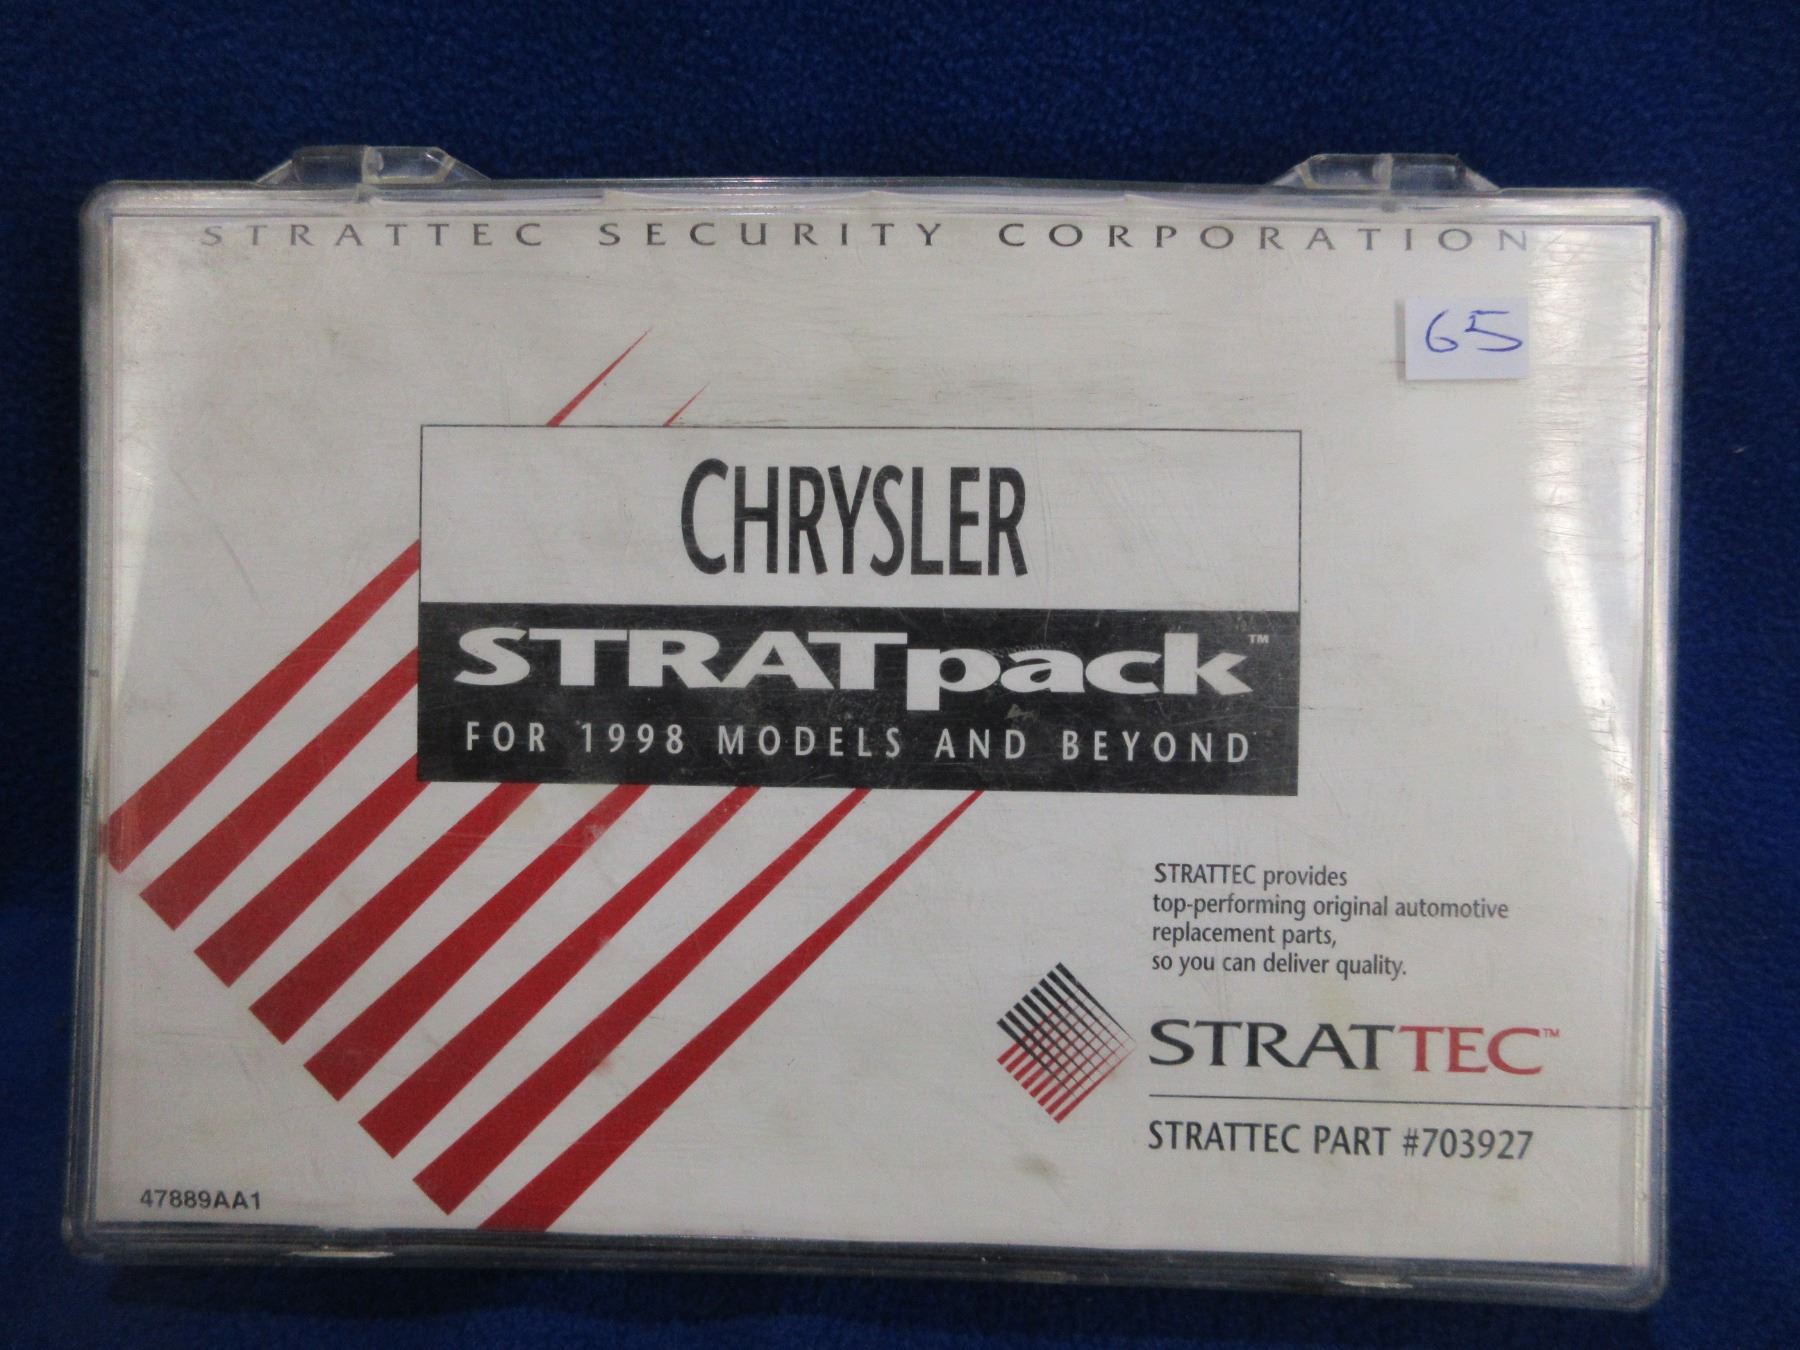 STRATTEC SECURITY CORPORATION
65
CHRYSLER
STRATpack™
FOR 1998 MODELS AND BEYOND
STRATTEC provides
top-performing original automotive
replacement parts,
so you can deliver quality.
STRATTEC™
STRATTEC PART #703927
47889AA1